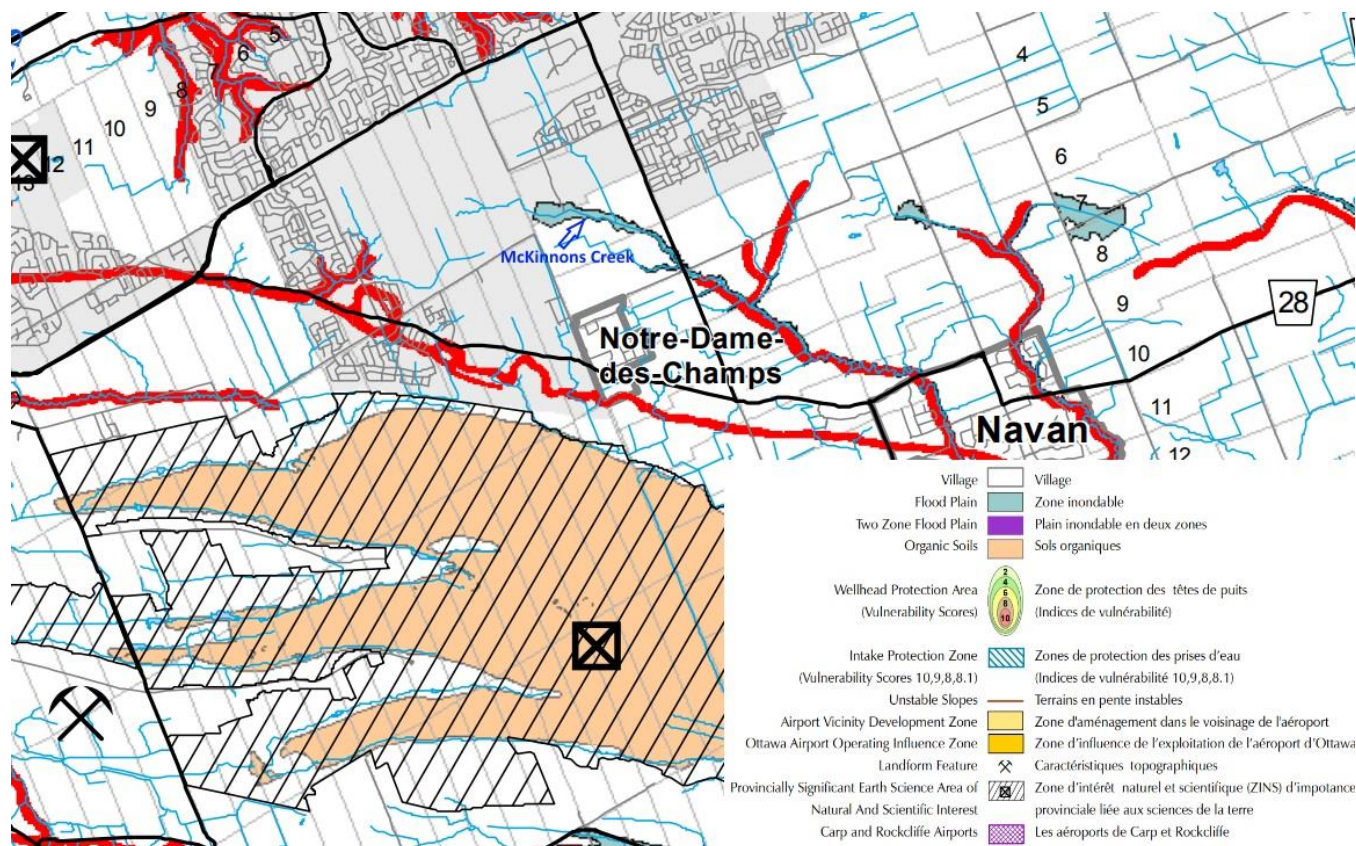 5
6
7
8
9
10
11
12
13
4
5
6
7
8
9
10
11
12
28
McKinnons Creek
Notre-Dame-
des-Champs
Navan
Village Village
Flood Plain Zone inondable
Two Zone Flood Plain Plain inondable en deux zones
Organic Soils Sols organiques
2
4
6
8
10
Wellhead Protection Area Zone de protection des têtes de puits
(Vulnerability Scores) (Indices de vulnérabilité)
Intake Protection Zone Zones de protection des prises d'eau
(Vulnerability Scores 10,9,8,8.1) (Indices de vulnérabilité 10,9,8,8.1)
Unstable Slopes Terrains en pente instables
Airport Vicinity Development Zone Zone d'aménagement dans le voisinage de l'aéroport
Ottawa Airport Operating Influence Zone Zone d'influence de l'exploitation de l'aéroport d'Ottawa
Landform Feature Caractéristiques topographiques
Provincially Significant Earth Science Area of Zone d'intérêt naturel et scientifique (ZINS) d'impotance
Natural And Scientific Interest provinciale liée aux sciences de la terre
Carp and Rockcliffe Airports Les aéroports de Carp et Rockcliffe